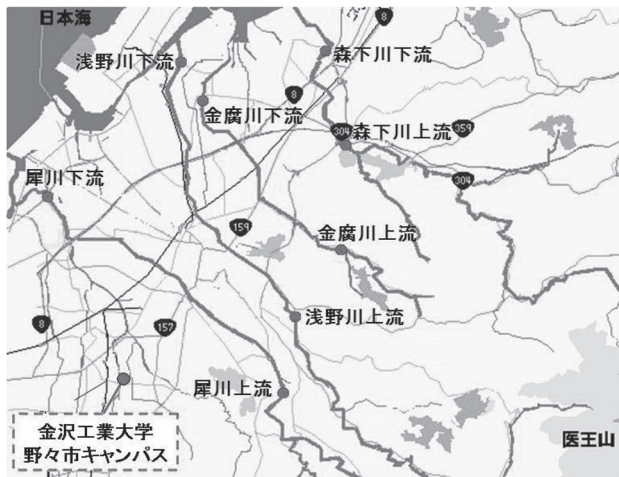 日本海
8
浅野川下流
森下川下流
8
金腐川下流
304
森下川上流
359
304
犀川下流
159
金腐川上流
浅野川上流
8
157
犀川上流
金沢工業大学
野々市キャンパス
医王山